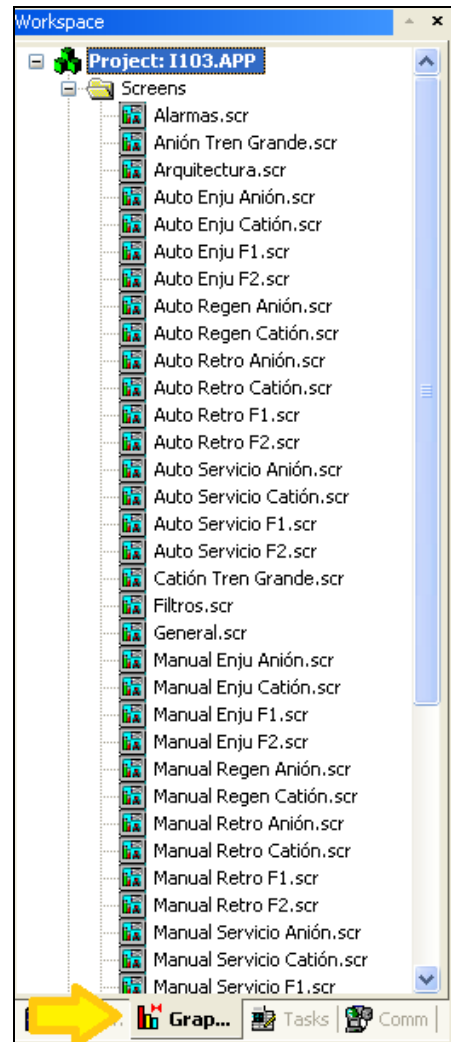 Workspace
Project: I103.APP
Screens
Alarmas.scr
Anión Tren Grande.scr
Arquitectura.scr
Auto Enju Anión.scr
Auto Enju Catión.scr
Auto Enju F1.scr
Auto Enju F2.scr
Auto Regen Anión.scr
Auto Regen Catión.scr
Auto Retro Anión.scr
Auto Retro Catión.scr
Auto Retro F1.scr
Auto Retro F2.scr
Auto Servicio Anión.scr
Auto Servicio Catión.scr
Auto Servicio F1.scr
Auto Servicio F2.scr
Catión Tren Grande.scr
Filtros.scr
General.scr
Manual Enju Anión.scr
Manual Enju Catión.scr
Manual Enju F1.scr
Manual Enju F2.scr
Manual Regen Anión.scr
Manual Regen Catión.scr
Manual Retro Anión.scr
Manual Retro Catión.scr
Manual Retro F1.scr
Manual Retro F2.scr
Manual Servicio Anión.scr
Manual Servicio Catión.scr
Manual Servicio F1.scr
Grap... Tasks Comm